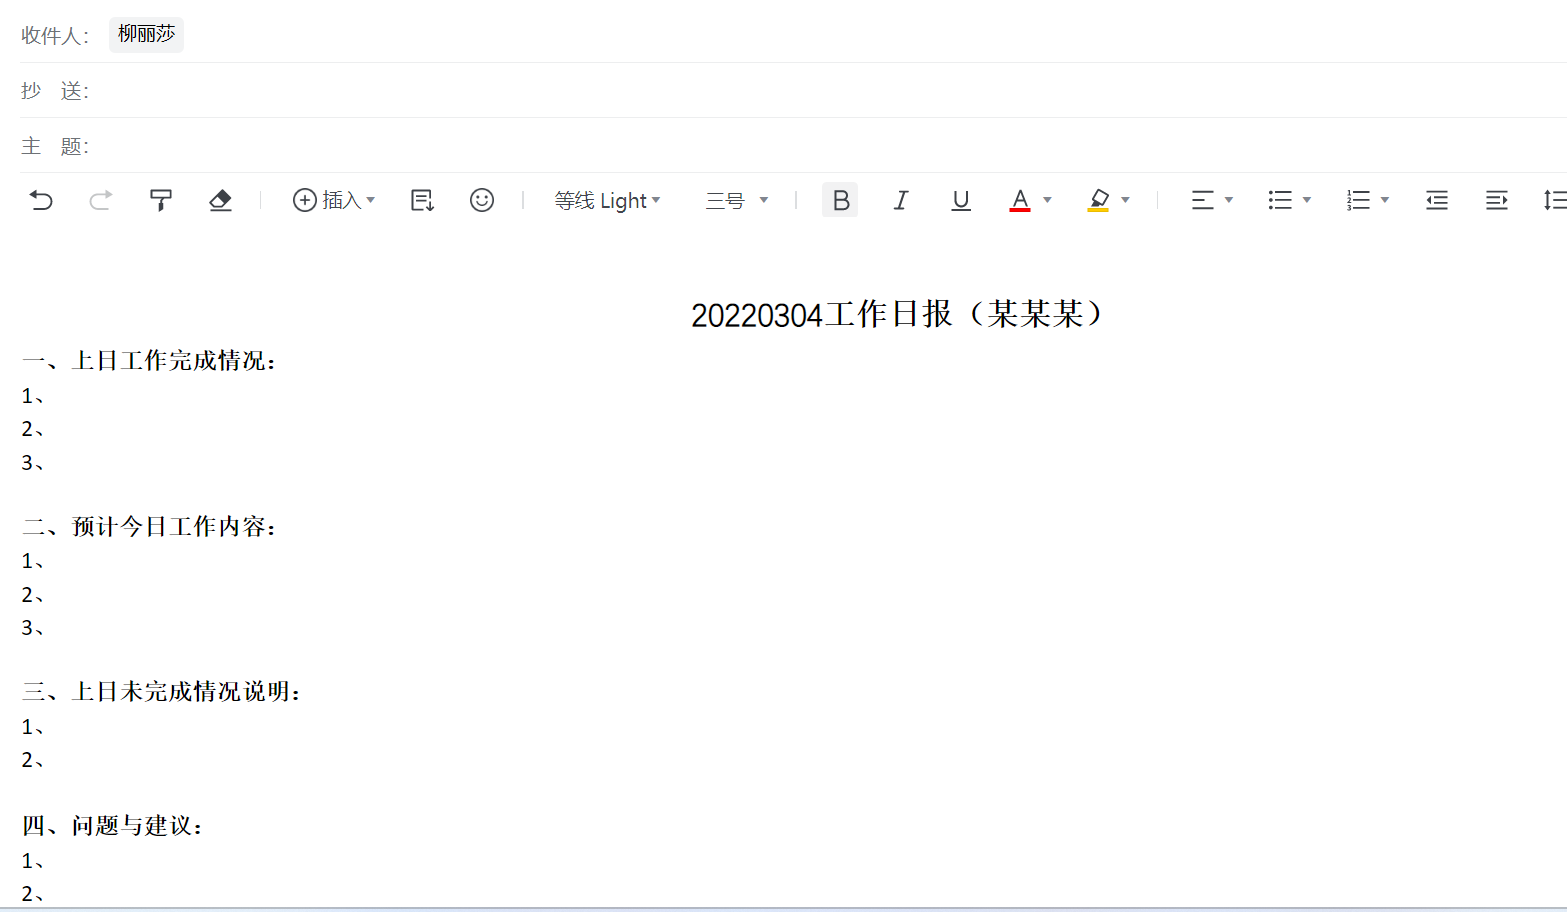 收件人： 柳丽莎
抄 送：
主 题：
插入 等线 Light 三号 B I U A
20220304工作日报（某某某）
一、上日工作完成情况：
1、
2、
3、
二、预计今日工作内容：
1、
2、
3、
三、上日未完成情况说明：
1、
2、
四、问题与建议：
1、
2、